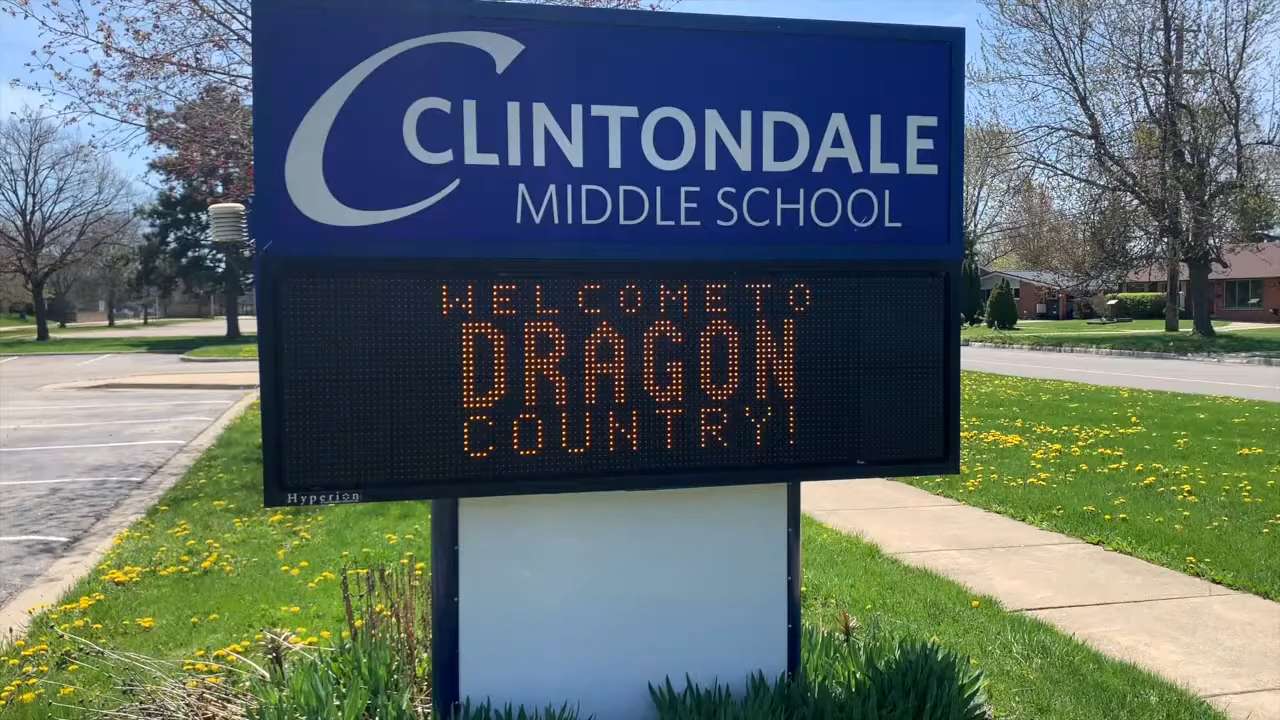 CLINTONDALE
MIDDLE SCHOOL
WELCOME TO
DRAGON
COUNTRY!
Hyperion